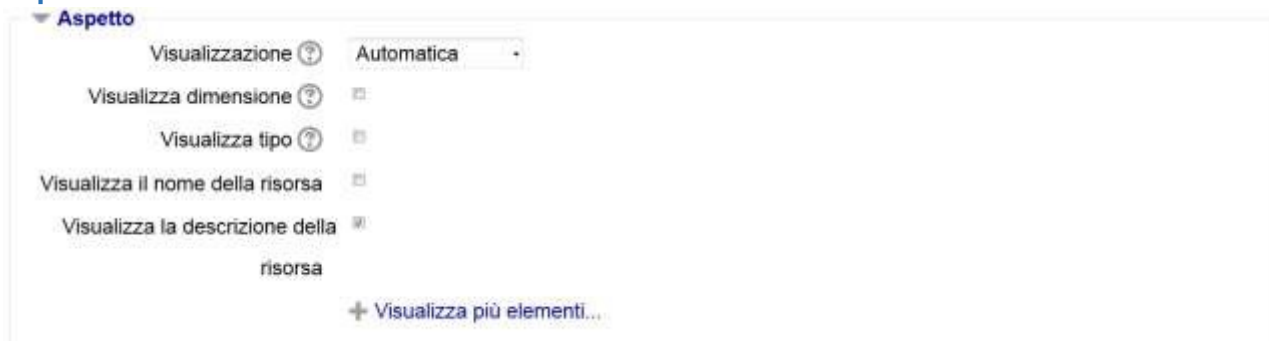 Aspetto
Visualizzazione Automatica
Visualizza dimensione
Visualizza tipo
Visualizza il nome della risorsa
Visualizza la descrizione della
risorsa
Visualizza più elementi...